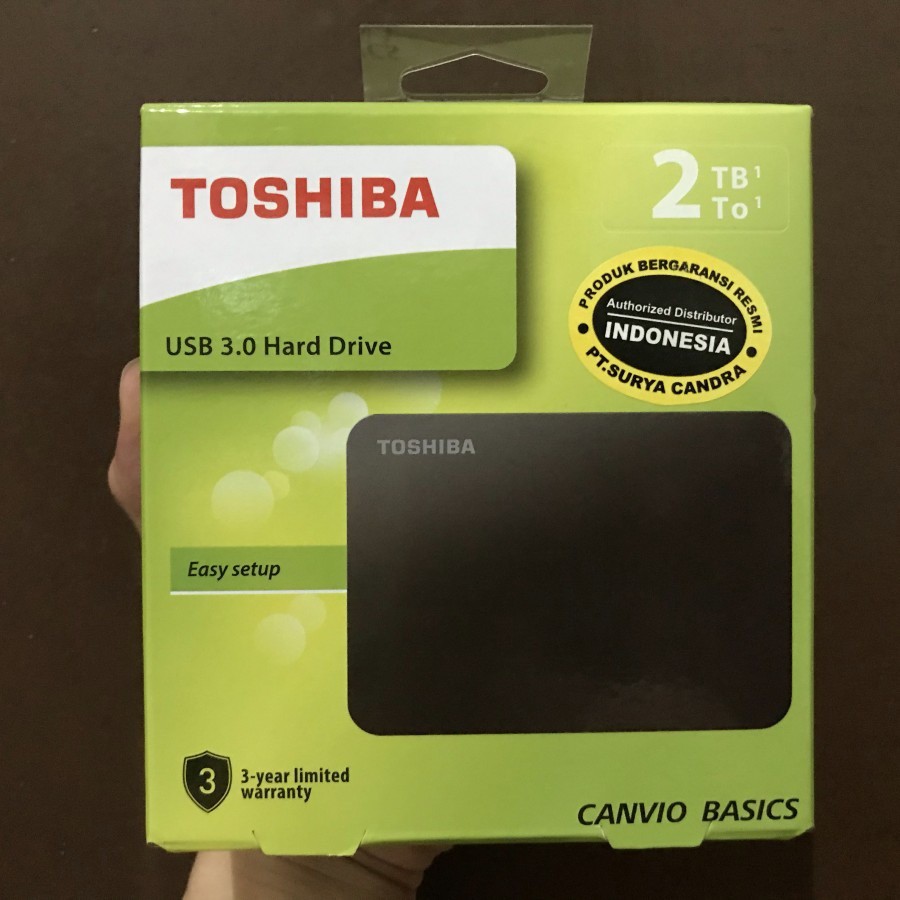 TOSHIBA
2 TB¹
To¹
USB 3.0 Hard Drive
PRODUK BERGARANSI RESMI
Authorized Distributor
INDONESIA
PT.SURYA CANDRA
TOSHIBA
Easy setup
3
3-year limited
warranty
CANVIO BASICS